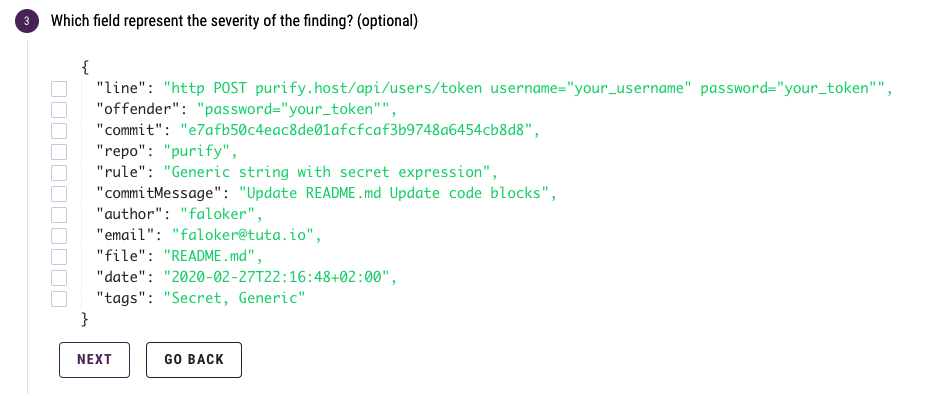 3 Which field represent the severity of the finding? (optional)
{
"line": "http POST purify.host/api/users/token username="your_username" password="your_token"",
"offender": "password="your_token"",
"commit": "e7afb50c4eac8de01afcfcaf3b9748a6454cb8d8",
"repo": "purify",
"rule": "Generic string with secret expression",
"commitMessage": "Update README.md Update code blocks",
"author": "faloker",
"email": "faloker@tuta.io",
"file": "README.md",
"date": "2020-02-27T22:16:48+02:00",
"tags": "Secret, Generic"
}
NEXT GO BACK